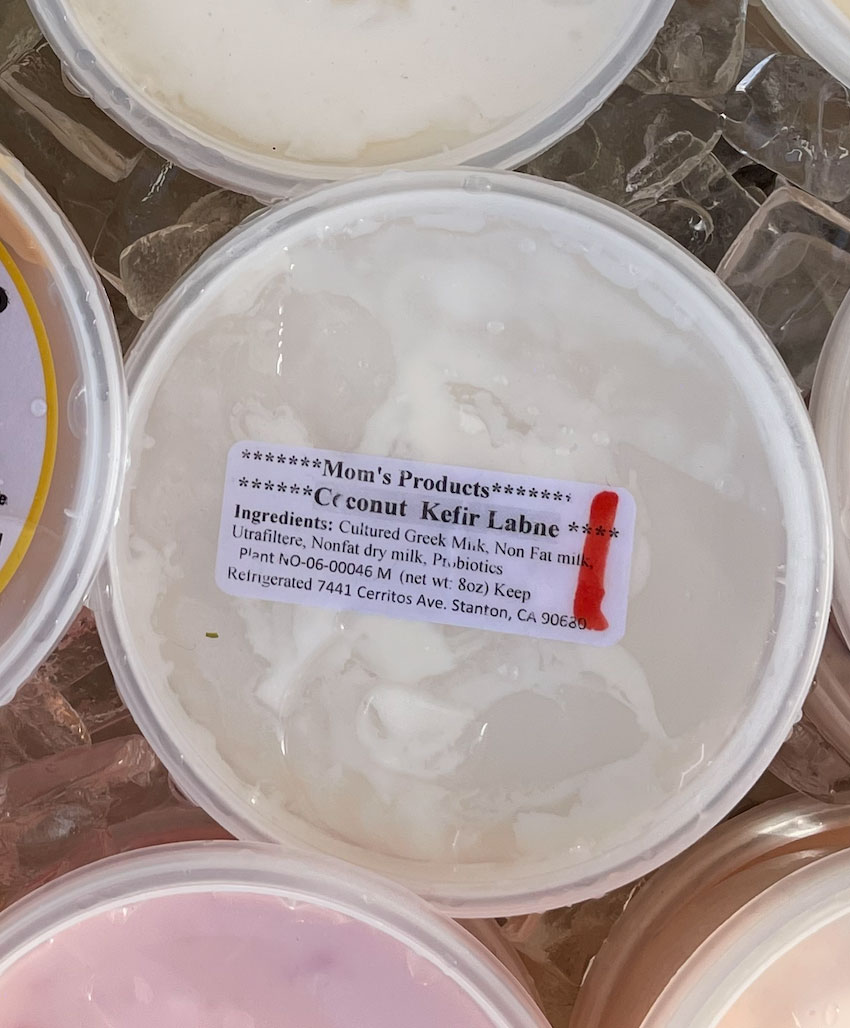 *******Mom's Products*******
******Coconut Kefir Labne ****
Ingredients: Cultured Greek Milk, Non Fat milk,
Utrafiltere, Nonfat dry milk, Probiotics
Plant NO-06-00046 M (net wt: 8oz) Keep
Refrigerated 7441 Cerritos Ave. Stanton, CA 90680